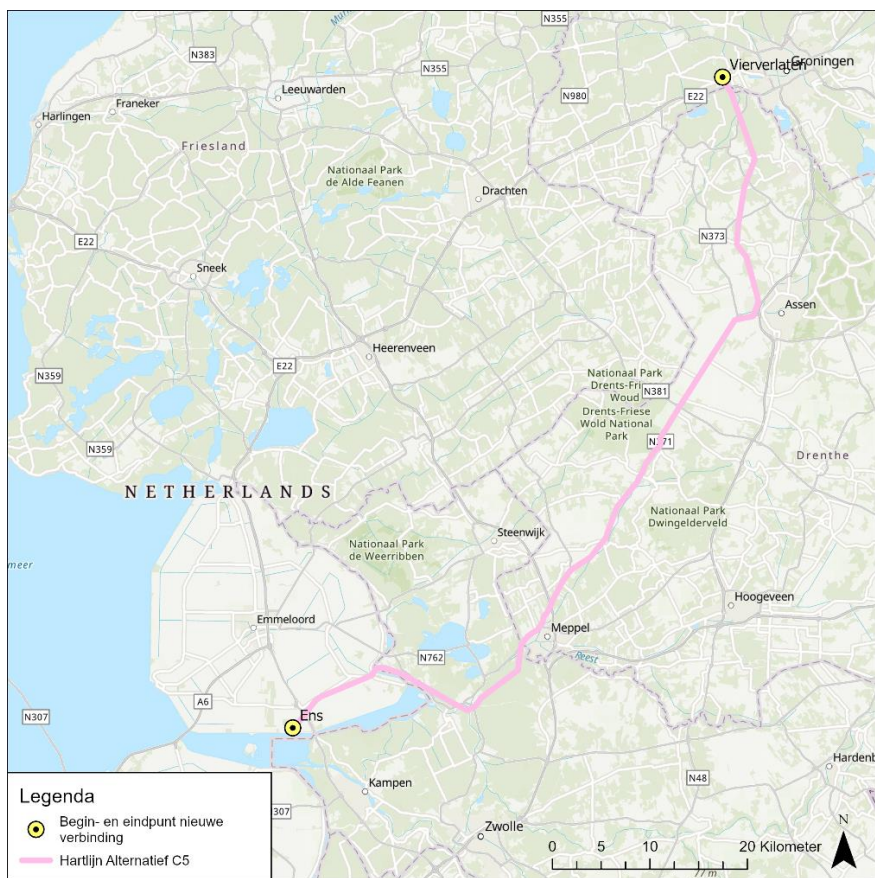 N355
N383
Vierverlaten
Groningen
N355
Leeuwarden
N980
E22
Franeker
Harlingen
Friesland
Nationaal Park
de Alde Feanen
Drachten
E22
N373
Sneek
Assen
Heerenveen
E22
N359
Nationaal Park
Drents-Fries
Woud
Drents-Friese
Wold National
Park
N381
N371
N359
Drenthe
NETHERLANDS
Nationaal Park
Dwingelderveld
Steenwijk
Nationaal Park
de Weerribben
meer
Hoogeveen
Emmeloord
Meppel
Reest
N762
A6
N307
Ens
Kampen
N48
Hardenb
Legenda
Begin- en eindpunt nieuwe
verbinding
Hartlijn Alternatief C5
307
Zwolle
0 5 10 20 Kilometer
N